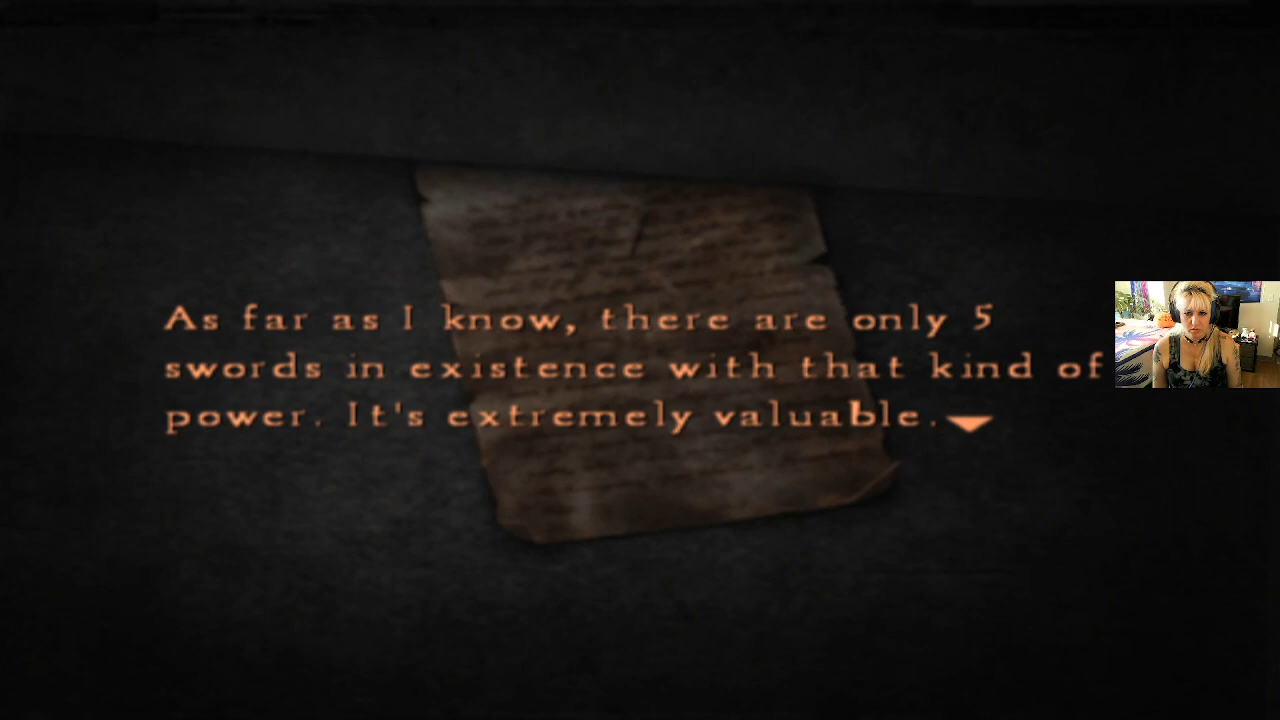 As far as I know, there are only 5
swords in existence with that kind of
power. It's extremely valuable.